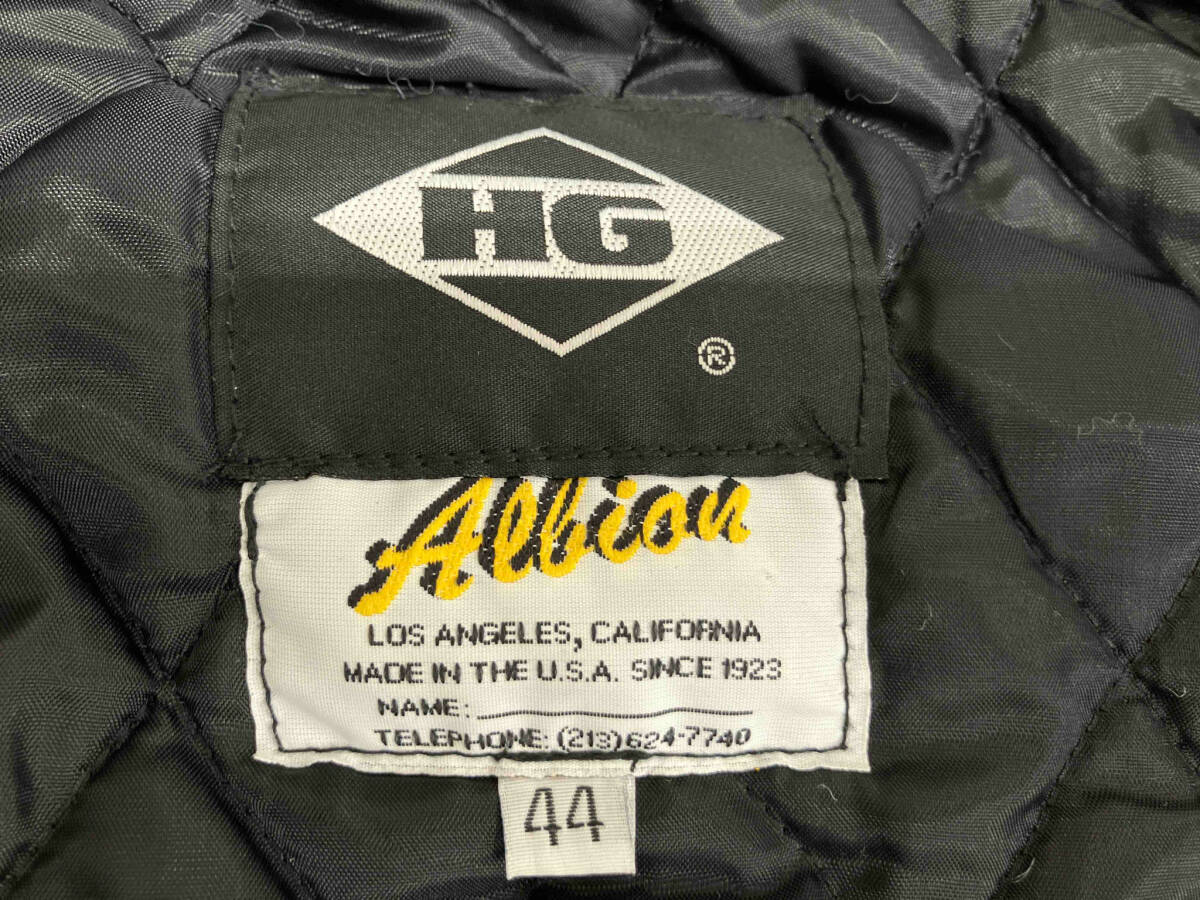 HG
®
Albion
LOS ANGELES, CALIFORNIA
MADE IN THE U.S.A. SINCE 1923
NAME:
TELEPHONE: (213) 624-7740
44